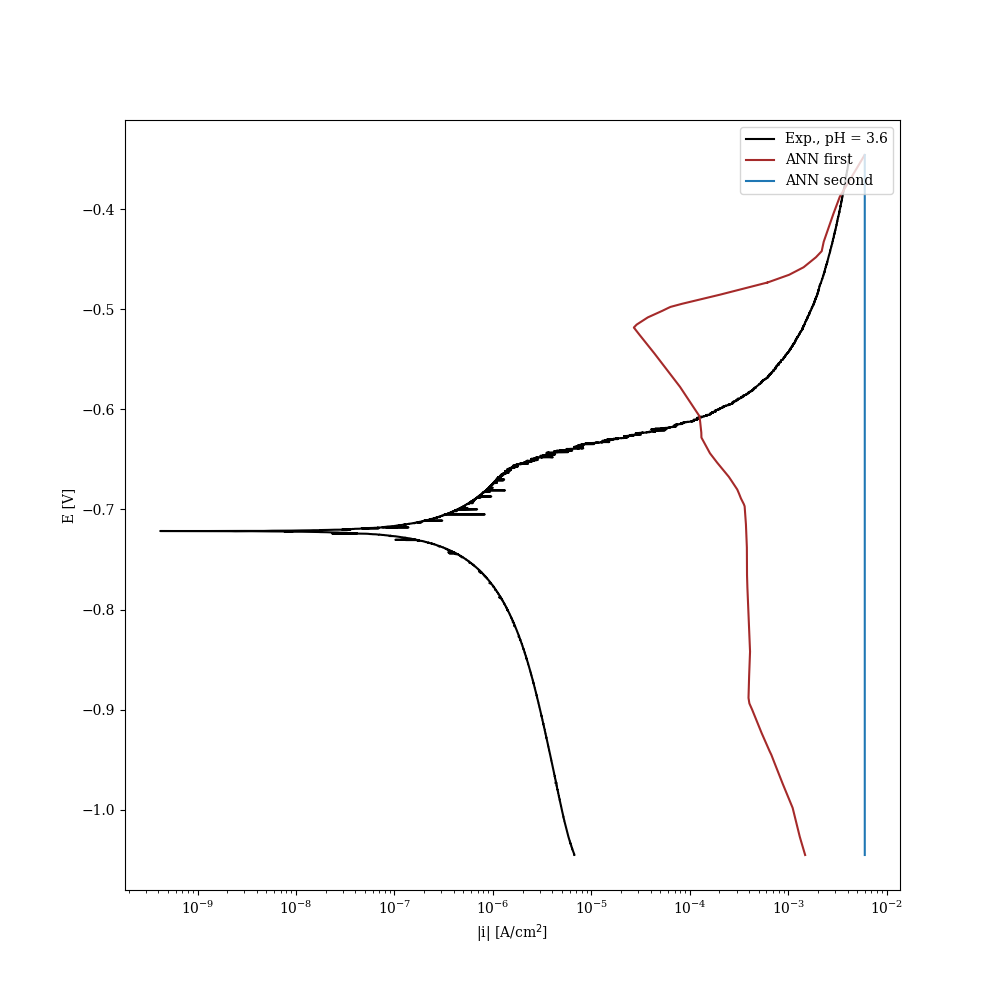 Exp., pH = 3.6
ANN first
ANN second
−0.4
−0.5
−0.6
−0.7
−0.8
−0.9
−1.0
E [V]
10⁻⁹ 10⁻⁸ 10⁻⁷ 10⁻⁶ 10⁻⁵ 10⁻⁴ 10⁻³ 10⁻²
|i| [A/cm²]